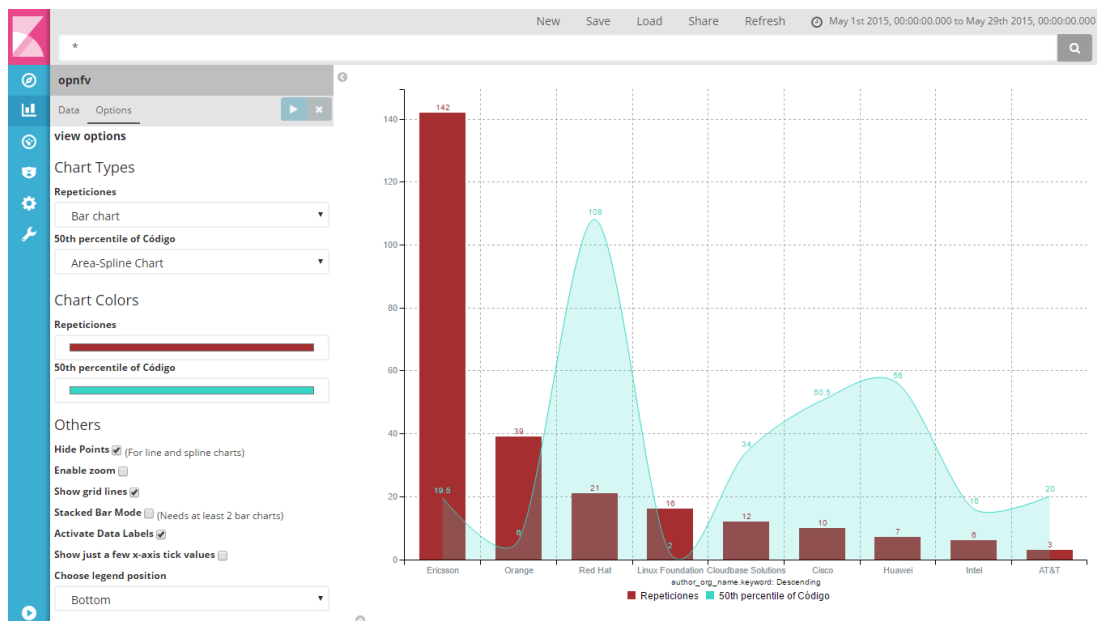 New Save Load Share Refresh May 1st 2015, 00:00:00.000 to May 29th 2015, 00:00:00.000
*
opnfv
Data Options
view options
Chart Types
Repeticiones
Bar chart
50th percentile of Código
Area-Spline Chart
Chart Colors
Repeticiones
50th percentile of Código
Others
Hide Points (For line and spline charts)
Enable zoom
Show grid lines
Stacked Bar Mode (Needs at least 2 bar charts)
Activate Data Labels
Show just a few x-axis tick values
Choose legend position
Bottom
142
140
120
108
100
80
60
56
50.5
40
39
34
21
20
19.5
16
12
10
7
6
3
6
2
16
20
0
Ericsson Orange Red Hat Linux Foundation Cloudbase Solutions Cisco Huawei Intel AT&T
author_org_name.keyword: Descending
Repeticiones 50th percentile of Código